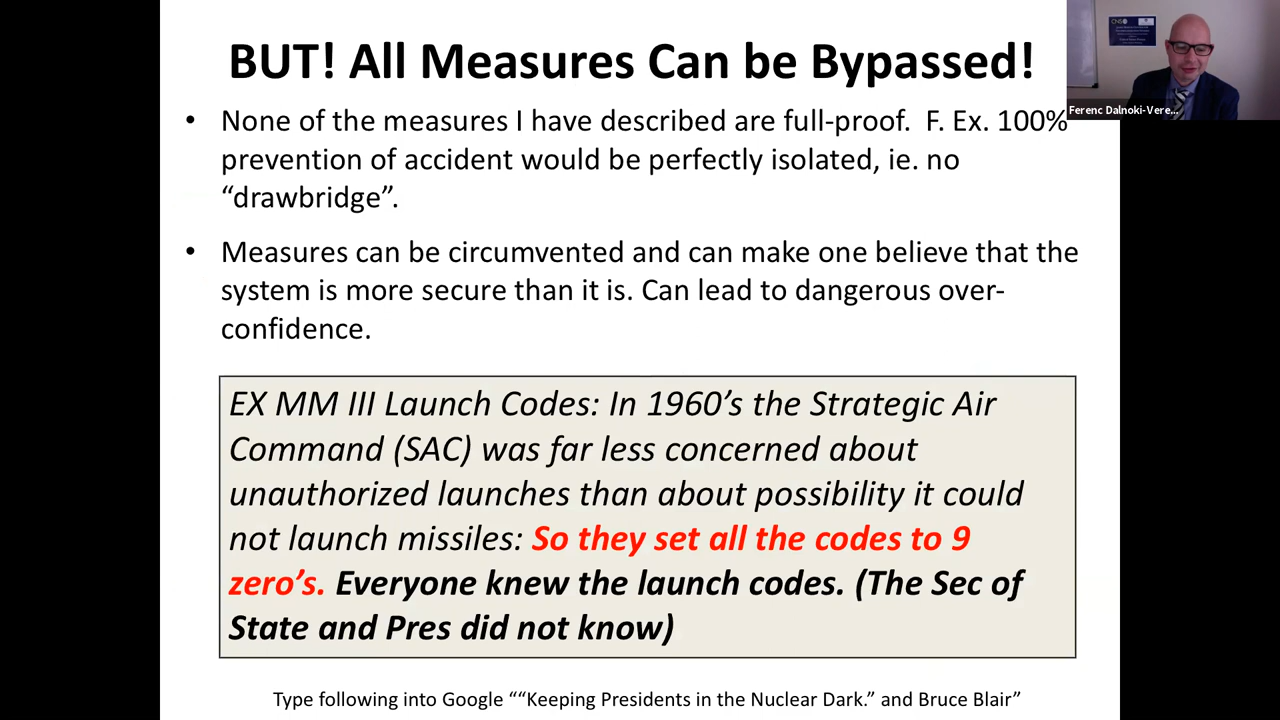 BUT! All Measures Can be Bypassed!
Ferenc Dalnoki-Vere...
• None of the measures I have described are full-proof. F. Ex. 100%
prevention of accident would be perfectly isolated, ie. no
“drawbridge”.
• Measures can be circumvented and can make one believe that the
system is more secure than it is. Can lead to dangerous over-
confidence.
EX MM III Launch Codes: In 1960’s the Strategic Air
Command (SAC) was far less concerned about
unauthorized launches than about possibility it could
not launch missiles: So they set all the codes to 9
zero’s. Everyone knew the launch codes. (The Sec of
State and Pres did not know)
Type following into Google ““Keeping Presidents in the Nuclear Dark.” and Bruce Blair”